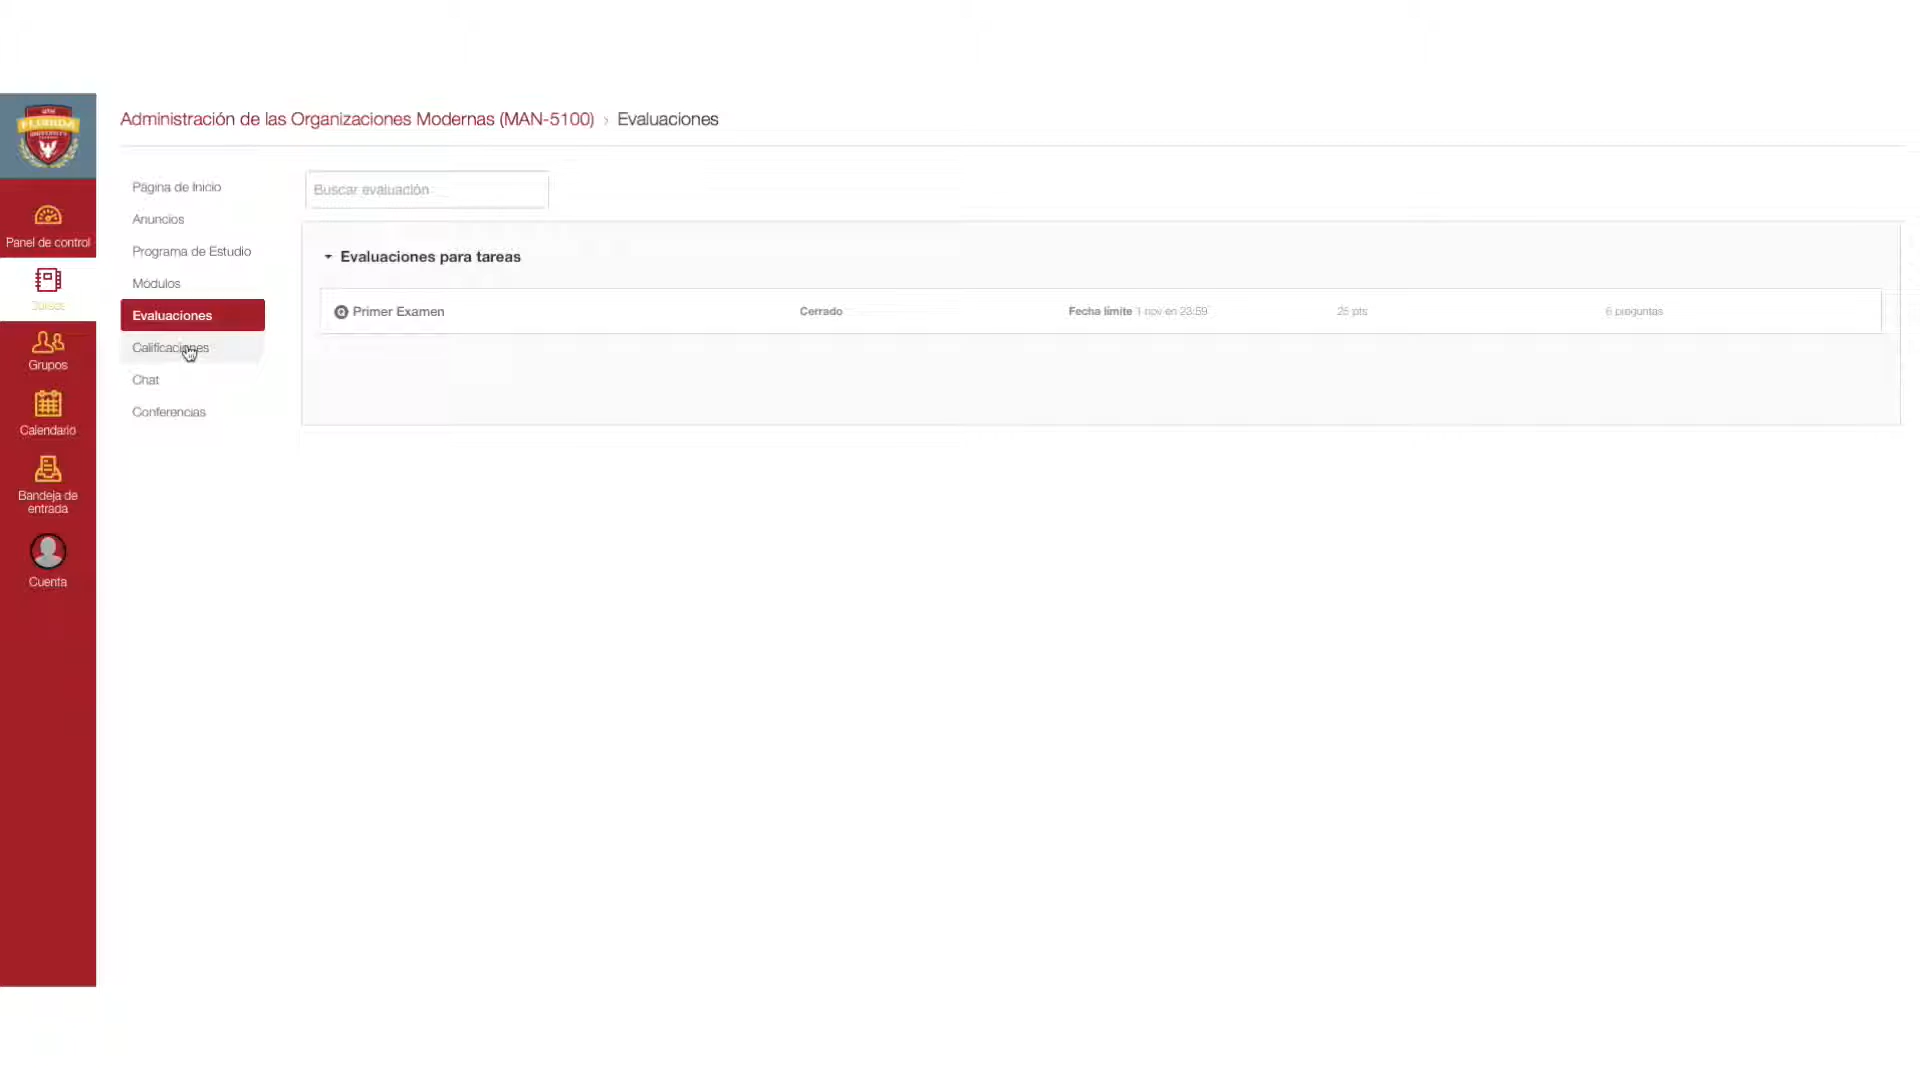 Administración de las Organizaciones Modernas (MAN-5100) › Evaluaciones
FLORIDA
UNIVERSITY
Panel de control
Grupos
Calendario
Bandeja de
entrada
Cuenta
Página de Inicio
Anuncios
Programa de Estudio
Módulos
Evaluaciones
Calificaciones
Chat
Conferencias
Buscar evaluación
Evaluaciones para tareas
Primer Examen Cerrado Fecha límite 1 nov en 23:59 25 pts 6 preguntas